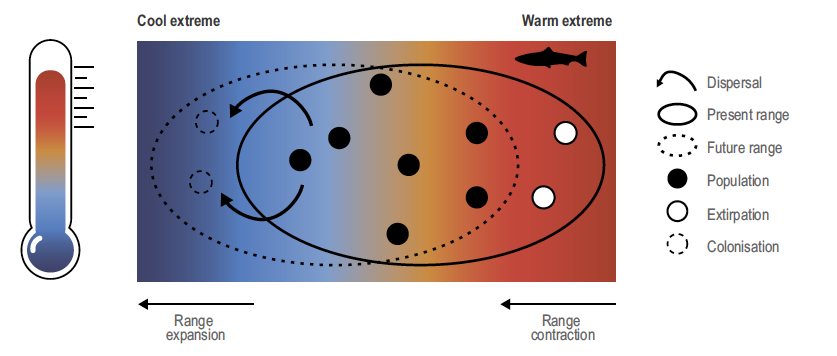 Cool extreme
Warm extreme
Dispersal
Present range
Future range
Population
Extirpation
Colonisation
Range
expansion
Range
contraction